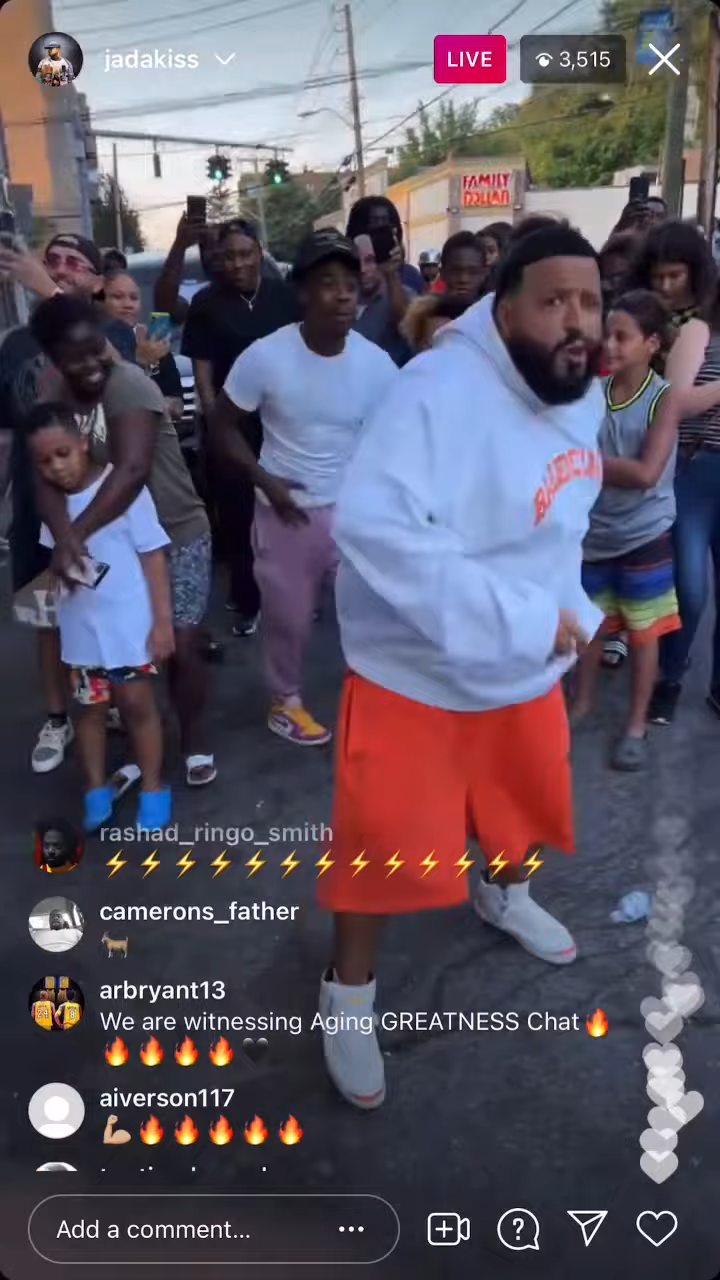 jadakiss
LIVE
3,515
FAMILY
DOLLAR
rashad_ringo_smith
⚡⚡⚡⚡⚡⚡⚡⚡⚡⚡⚡⚡⚡
camerons_father
🐐
arbryant13
We are witnessing Aging GREATNESS Chat🔥
🔥🔥🔥🔥🖤
aiverson117
💪🏼🔥🔥🔥🔥🔥
Add a comment...